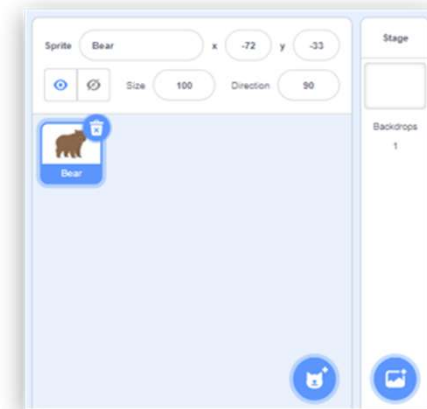 Sprite Bear x -72 y -33
Size 100 Direction 90
Bear
Stage
Backdrops
1